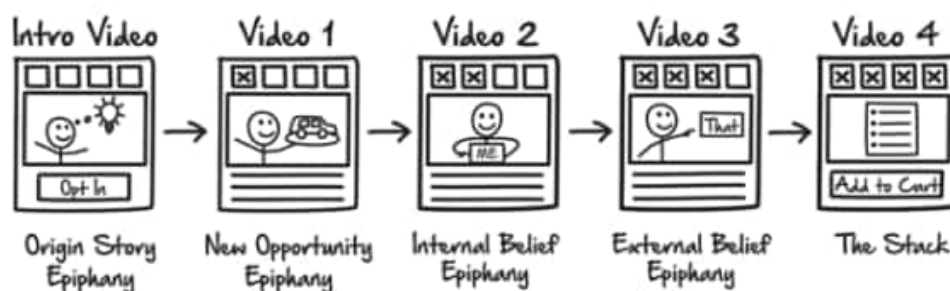 Intro Video
Video 1
Video 2
Video 3
Video 4
Opt In
ME
That
Add to Cart
Origin Story
Epiphany
New Opportunity
Epiphany
Internal Belief
Epiphany
External Belief
Epiphany
The Stack